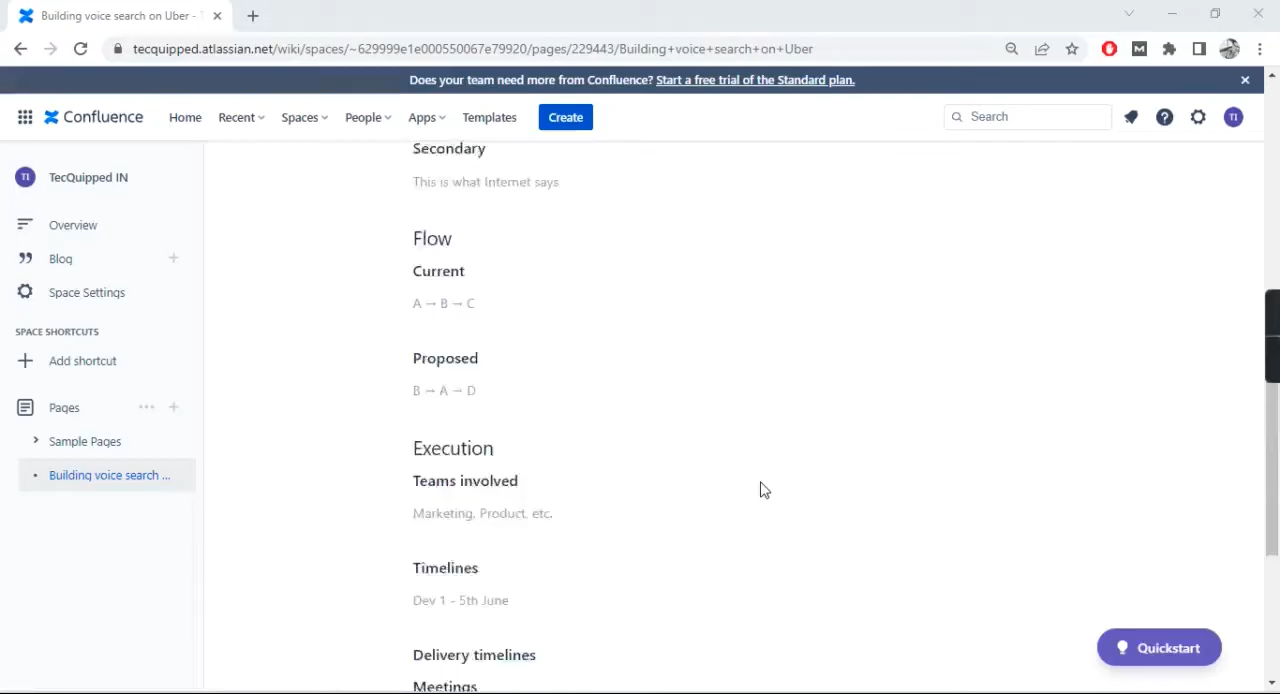 Building voice search on Uber - T
tecquipped.atlassian.net/wiki/spaces/~629999e1e000550067e79920/pages/229443/Building+voice+search+on+Uber
Does your team need more from Confluence? Start a free trial of the Standard plan.
Confluence Home Recent Spaces People Apps Templates Create Search TI
TI TecQuipped IN
Overview
Blog
Space Settings
SPACE SHORTCUTS
Add shortcut
Pages
Sample Pages
Building voice search ...
Secondary
This is what Internet says
Flow
Current
A → B → C
Proposed
B → A → D
Execution
Teams involved
Marketing, Product, etc.
Timelines
Dev 1 - 5th June
Delivery timelines
Meetings
Quickstart